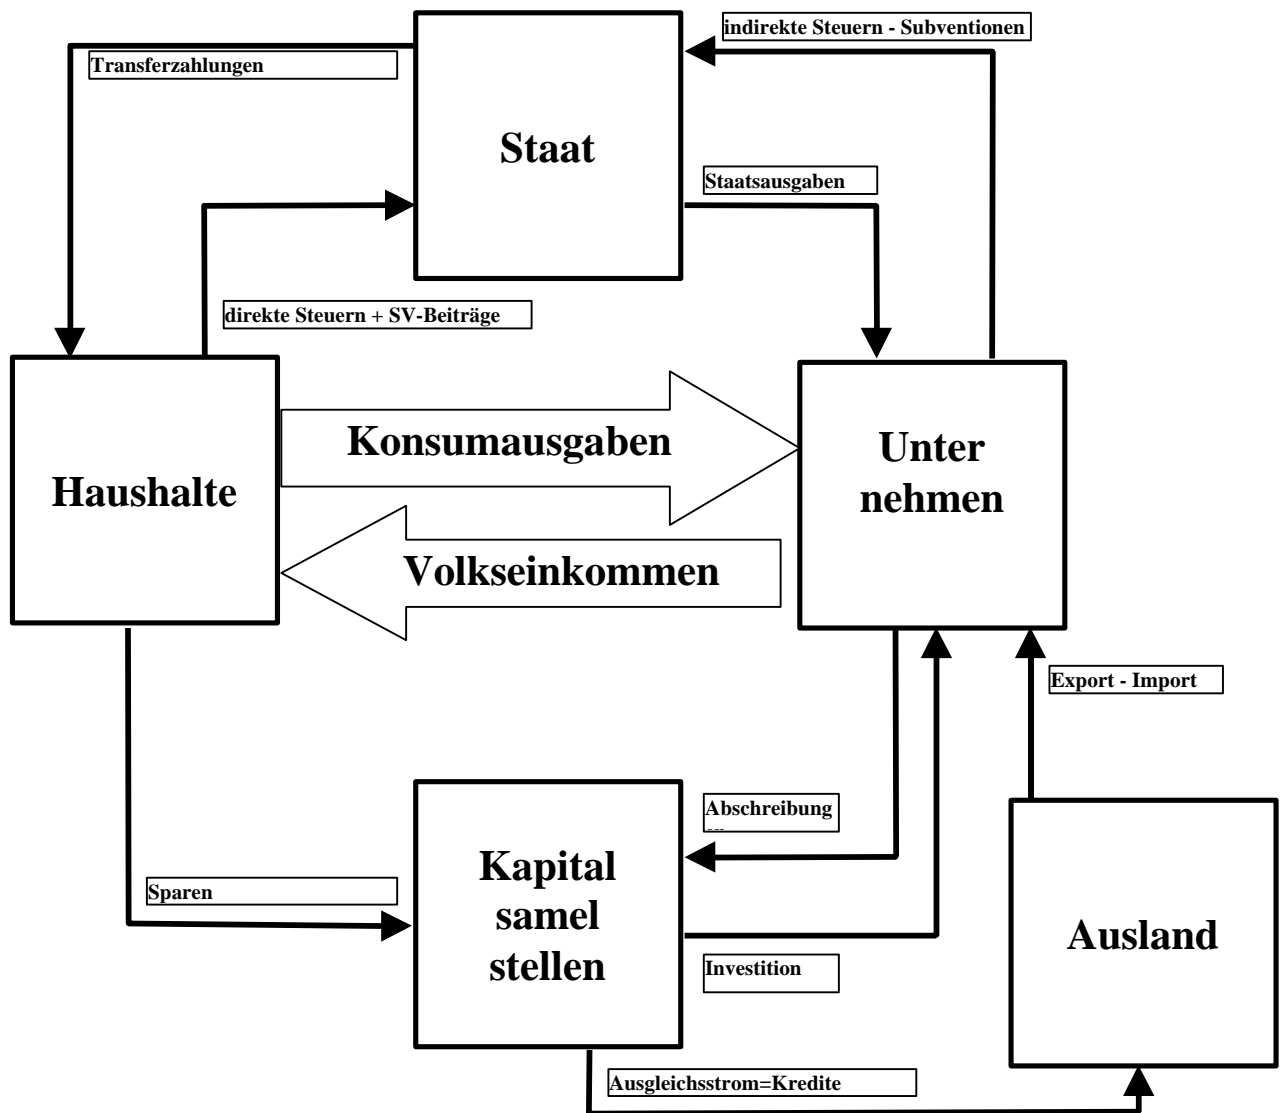 indirekte Steuern - Subventionen
Transferzahlungen
Staat
Staatsausgaben
direkte Steuern + SV-Beiträge
Konsumausgaben
Unter
nehmen
Haushalte
Volkseinkommen
Export - Import
Abschreibung
Kapital
samel
stellen
Sparen
Ausland
Investition
Ausgleichsstrom=Kredite